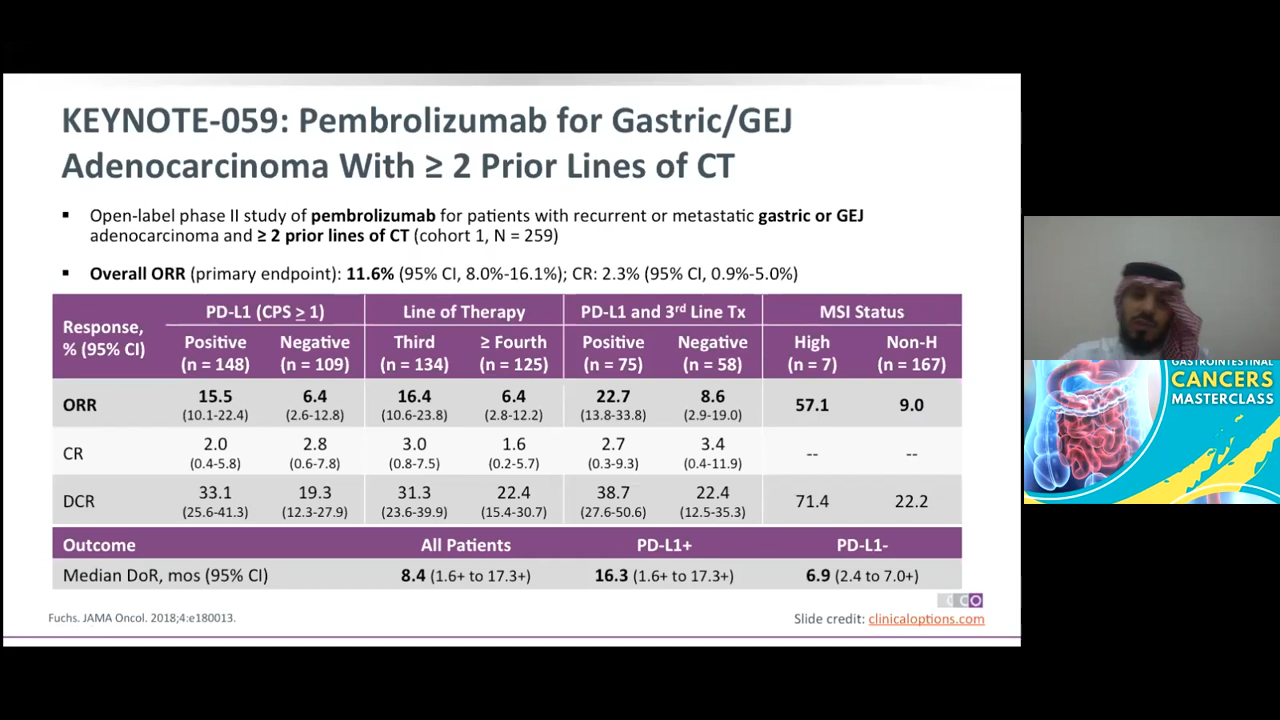 KEYNOTE-059: Pembrolizumab for Gastric/GEJ
Adenocarcinoma With ≥ 2 Prior Lines of CT
▪ Open-label phase II study of pembrolizumab for patients with recurrent or metastatic gastric or GEJ
adenocarcinoma and ≥ 2 prior lines of CT (cohort 1, N = 259)
▪ Overall ORR (primary endpoint): 11.6% (95% CI, 8.0%-16.1%); CR: 2.3% (95% CI, 0.9%-5.0%)
Response, % (95% CI)
PD-L1 (CPS ≥ 1) Line of Therapy PD-L1 and 3rd Line Tx MSI Status
Positive (n = 148) Negative (n = 109) Third (n = 134) ≥ Fourth (n = 125) Positive (n = 75) Negative (n = 58) High (n = 7) Non-H (n = 167)
ORR 15.5 (10.1-22.4) 6.4 (2.6-12.8) 16.4 (10.6-23.8) 6.4 (2.8-12.2) 22.7 (13.8-33.8) 8.6 (2.9-19.0) 57.1 9.0
CR 2.0 (0.4-5.8) 2.8 (0.6-7.8) 3.0 (0.8-7.5) 1.6 (0.2-5.7) 2.7 (0.3-9.3) 3.4 (0.4-11.9) -- --
DCR 33.1 (25.6-41.3) 19.3 (12.3-27.9) 31.3 (23.6-39.9) 22.4 (15.4-30.7) 38.7 (27.6-50.6) 22.4 (12.5-35.3) 71.4 22.2
Outcome All Patients PD-L1+ PD-L1-
Median DoR, mos (95% CI) 8.4 (1.6+ to 17.3+) 16.3 (1.6+ to 17.3+) 6.9 (2.4 to 7.0+)
CCO
Fuchs. JAMA Oncol. 2018;4:e180013.
Slide credit: clinicaloptions.com
GASTROINTESTINAL
CANCERS
MASTERCLASS